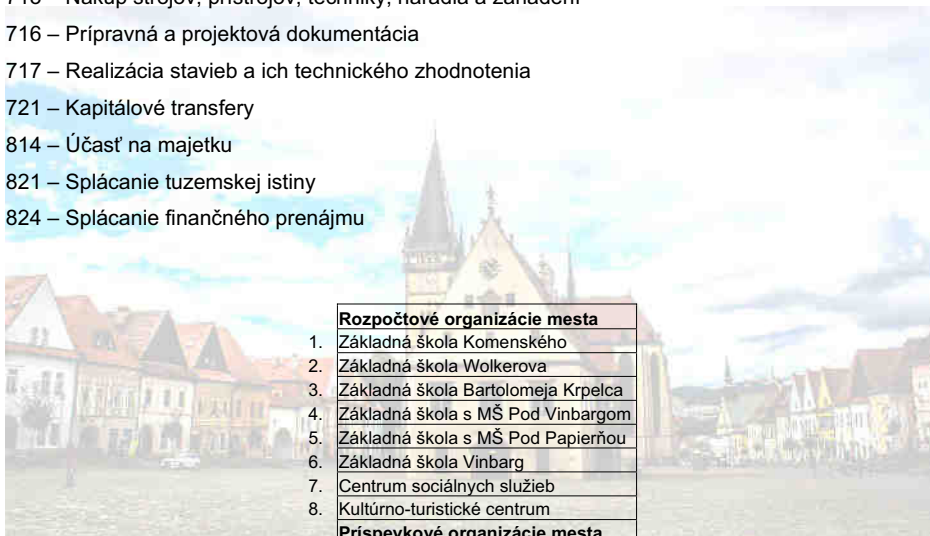 716 – Prípravná a projektová dokumentácia
717 – Realizácia stavieb a ich technického zhodnotenia
721 – Kapitálové transfery
814 – Účasť na majetku
821 – Splácanie tuzemskej istiny
824 – Splácanie finančného prenájmu
Rozpočtové organizácie mesta
1. Základná škola Komenského
2. Základná škola Wolkerova
3. Základná škola Bartolomeja Krpelca
4. Základná škola s MŠ Pod Vinbargom
5. Základná škola s MŠ Pod Papierňou
6. Základná škola Vinbarg
7. Centrum sociálnych služieb
8. Kultúrno-turistické centrum
Príspevkové organizácie mesta